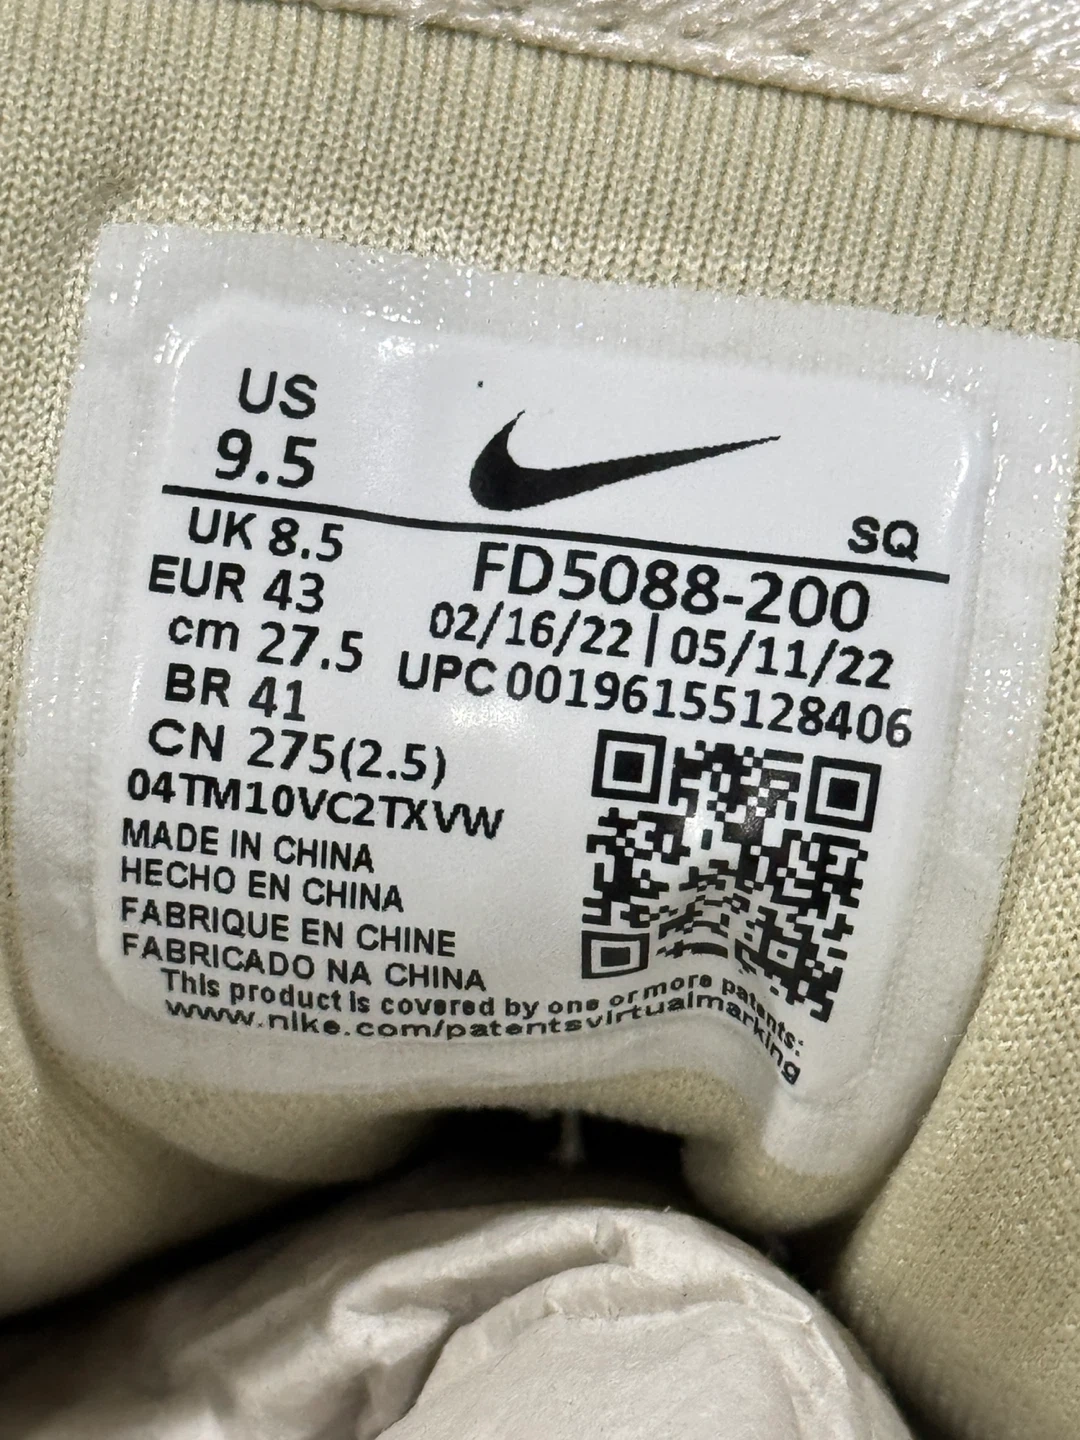 US
9.5
SQ
UK 8.5
EUR 43
cm 27.5
BR 41
CN 275(2.5)
FD5088-200
02/16/22|05/11/22
UPC 00196155128406
04TM10VC2TXVW
MADE IN CHINA
HECHO EN CHINA
FABRIQUE EN CHINE
FABRICADO NA CHINA
This product is covered by one or more patents:
www.nike.com/patentsvirtualmarking